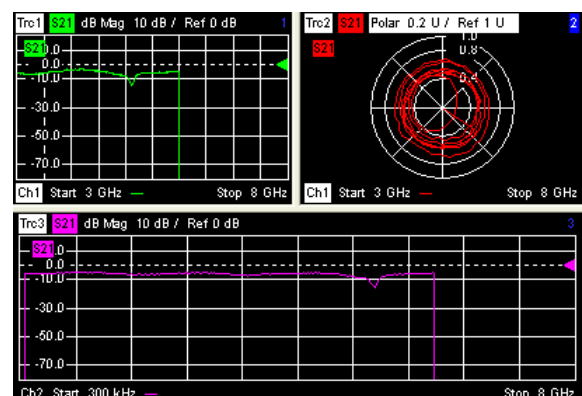 Trc1 S21 dB Mag 10 dB / Ref 0 dB 1
S21 0.0
0.0
-10.0
-30.0
-50.0
-70.0
Ch1 Start 3 GHz — Stop 8 GHz
Trc2 S21 Polar 0.2 U / Ref 1 U 2
S21
1.0
0.8
0.4
Ch1 Start 3 GHz — Stop 8 GHz
Trc3 S21 dB Mag 10 dB / Ref 0 dB 3
S21 .0
0.0
-10.0
-30.0
-50.0
-70.0
Ch2 Start 300 kHz — Stop 8 GHz